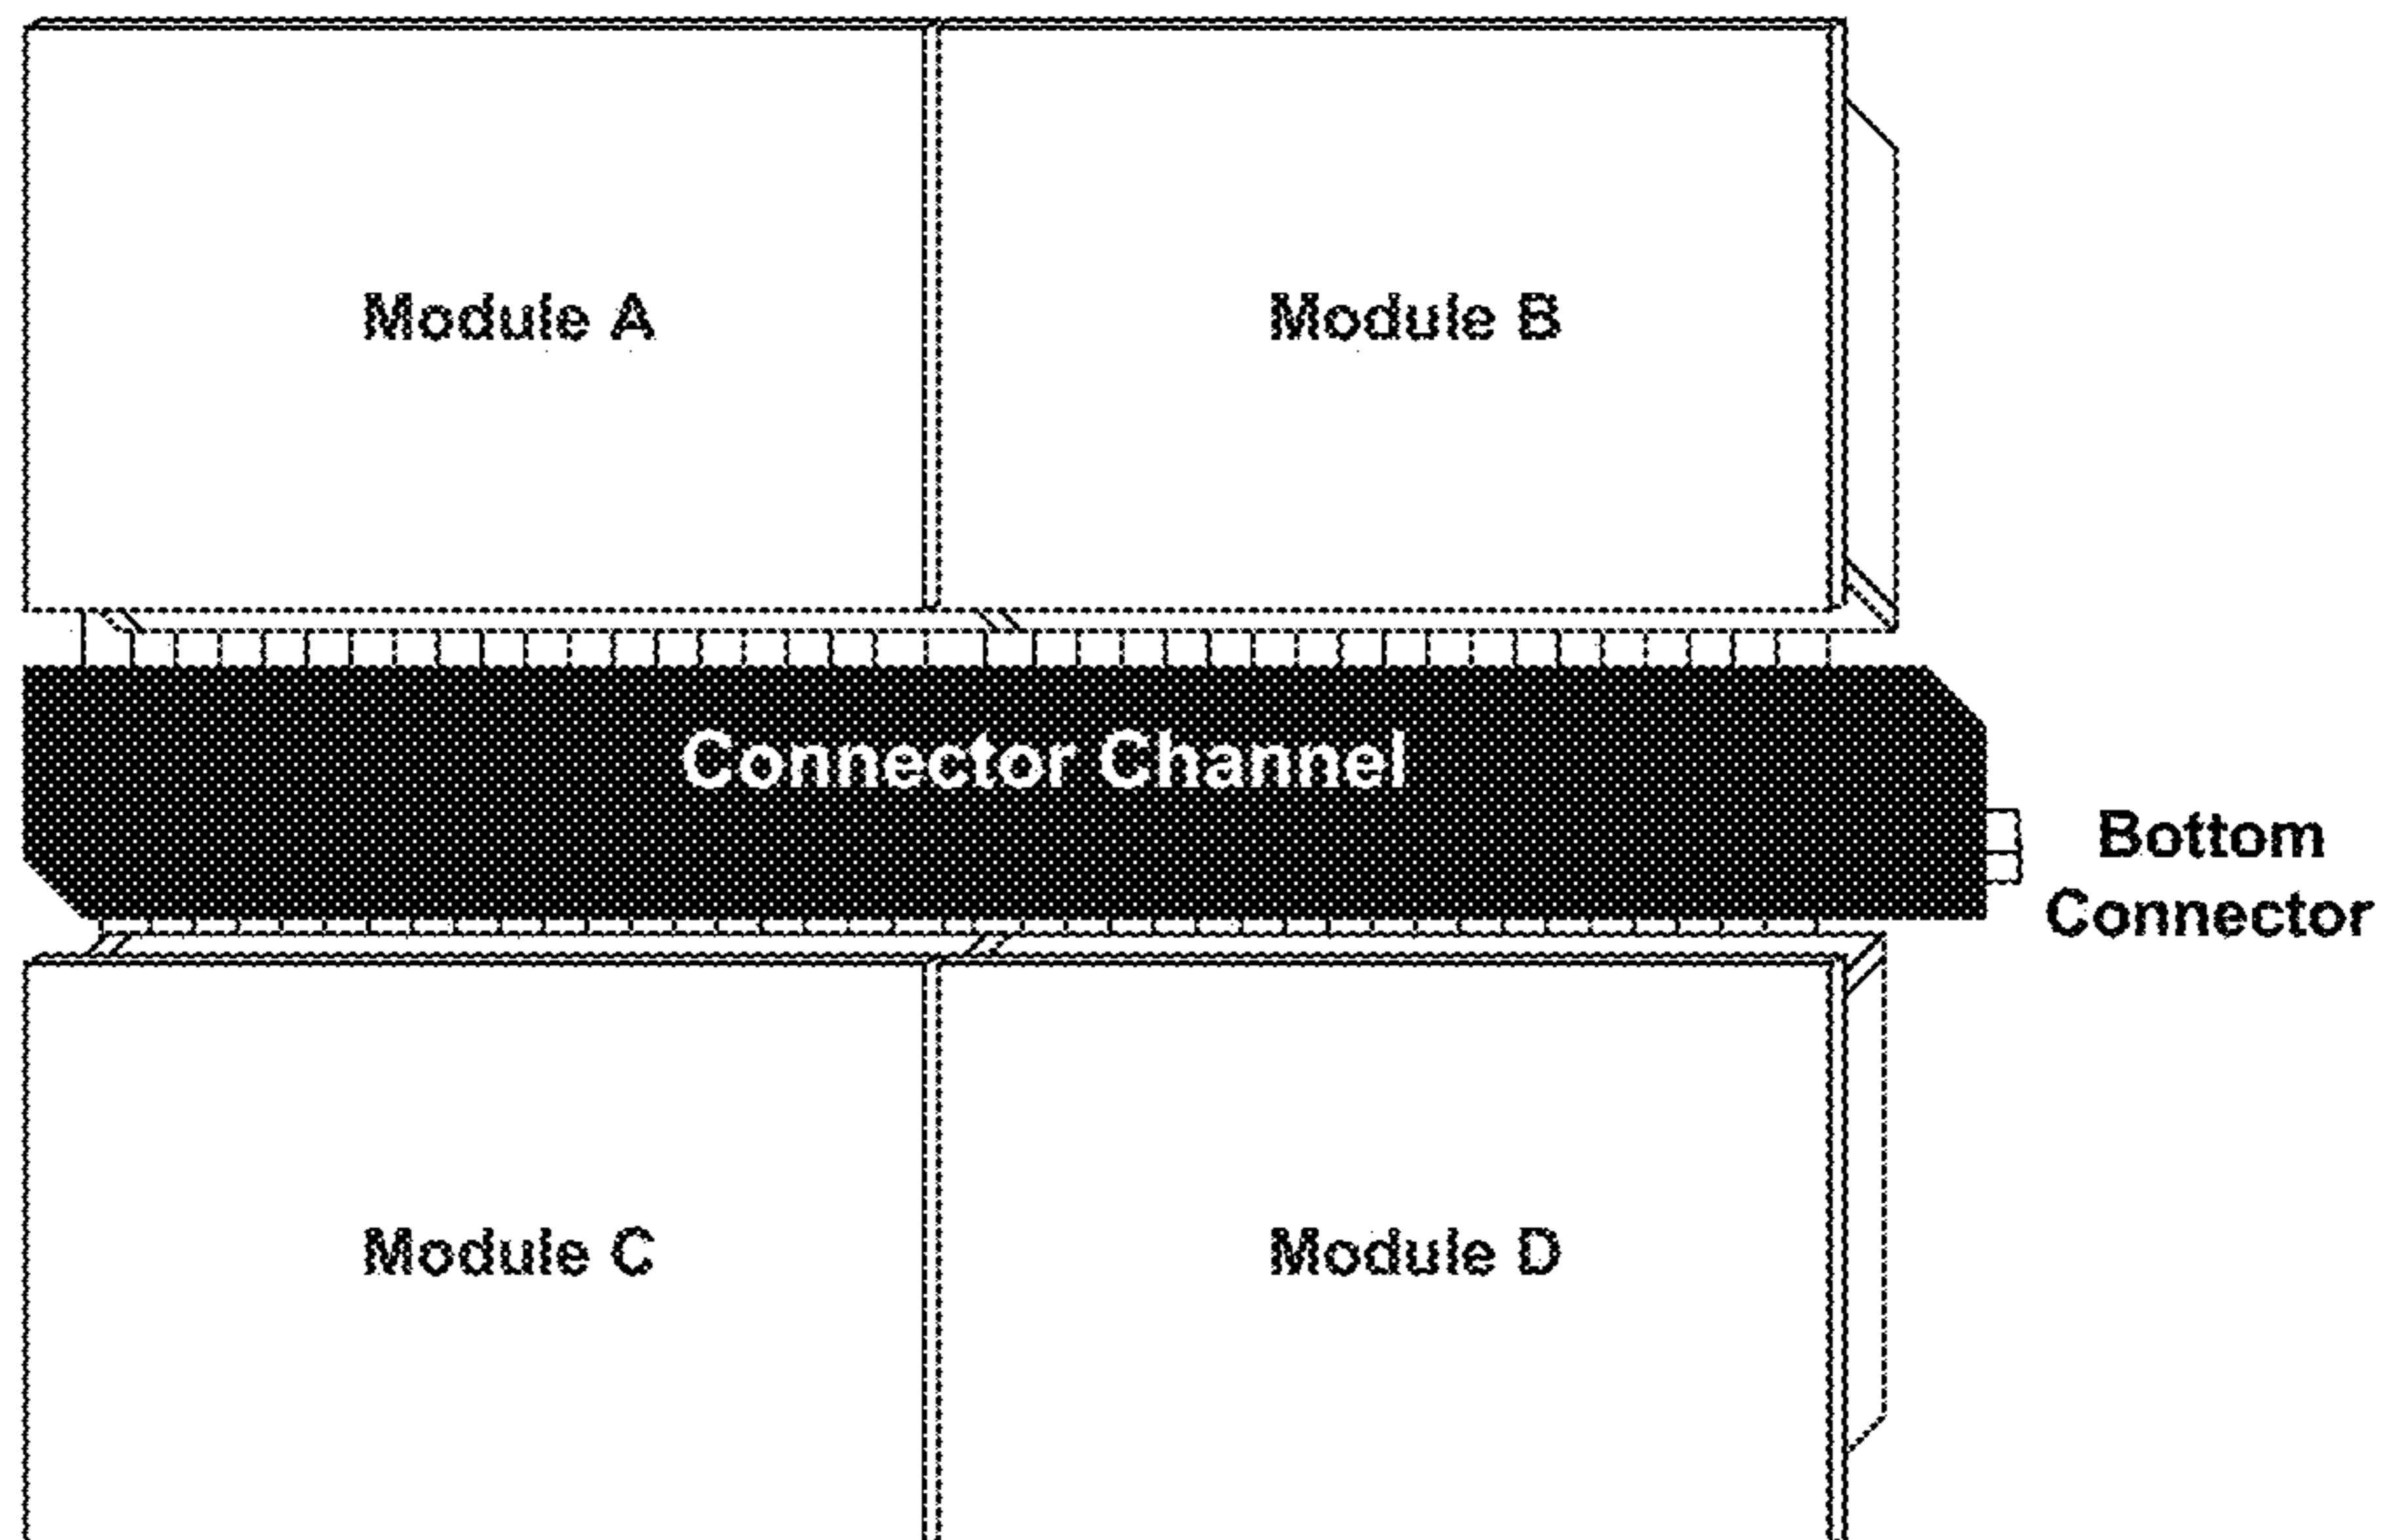 Module A
Module B
Connector Channel
Bottom
Connector
Module C
Module D